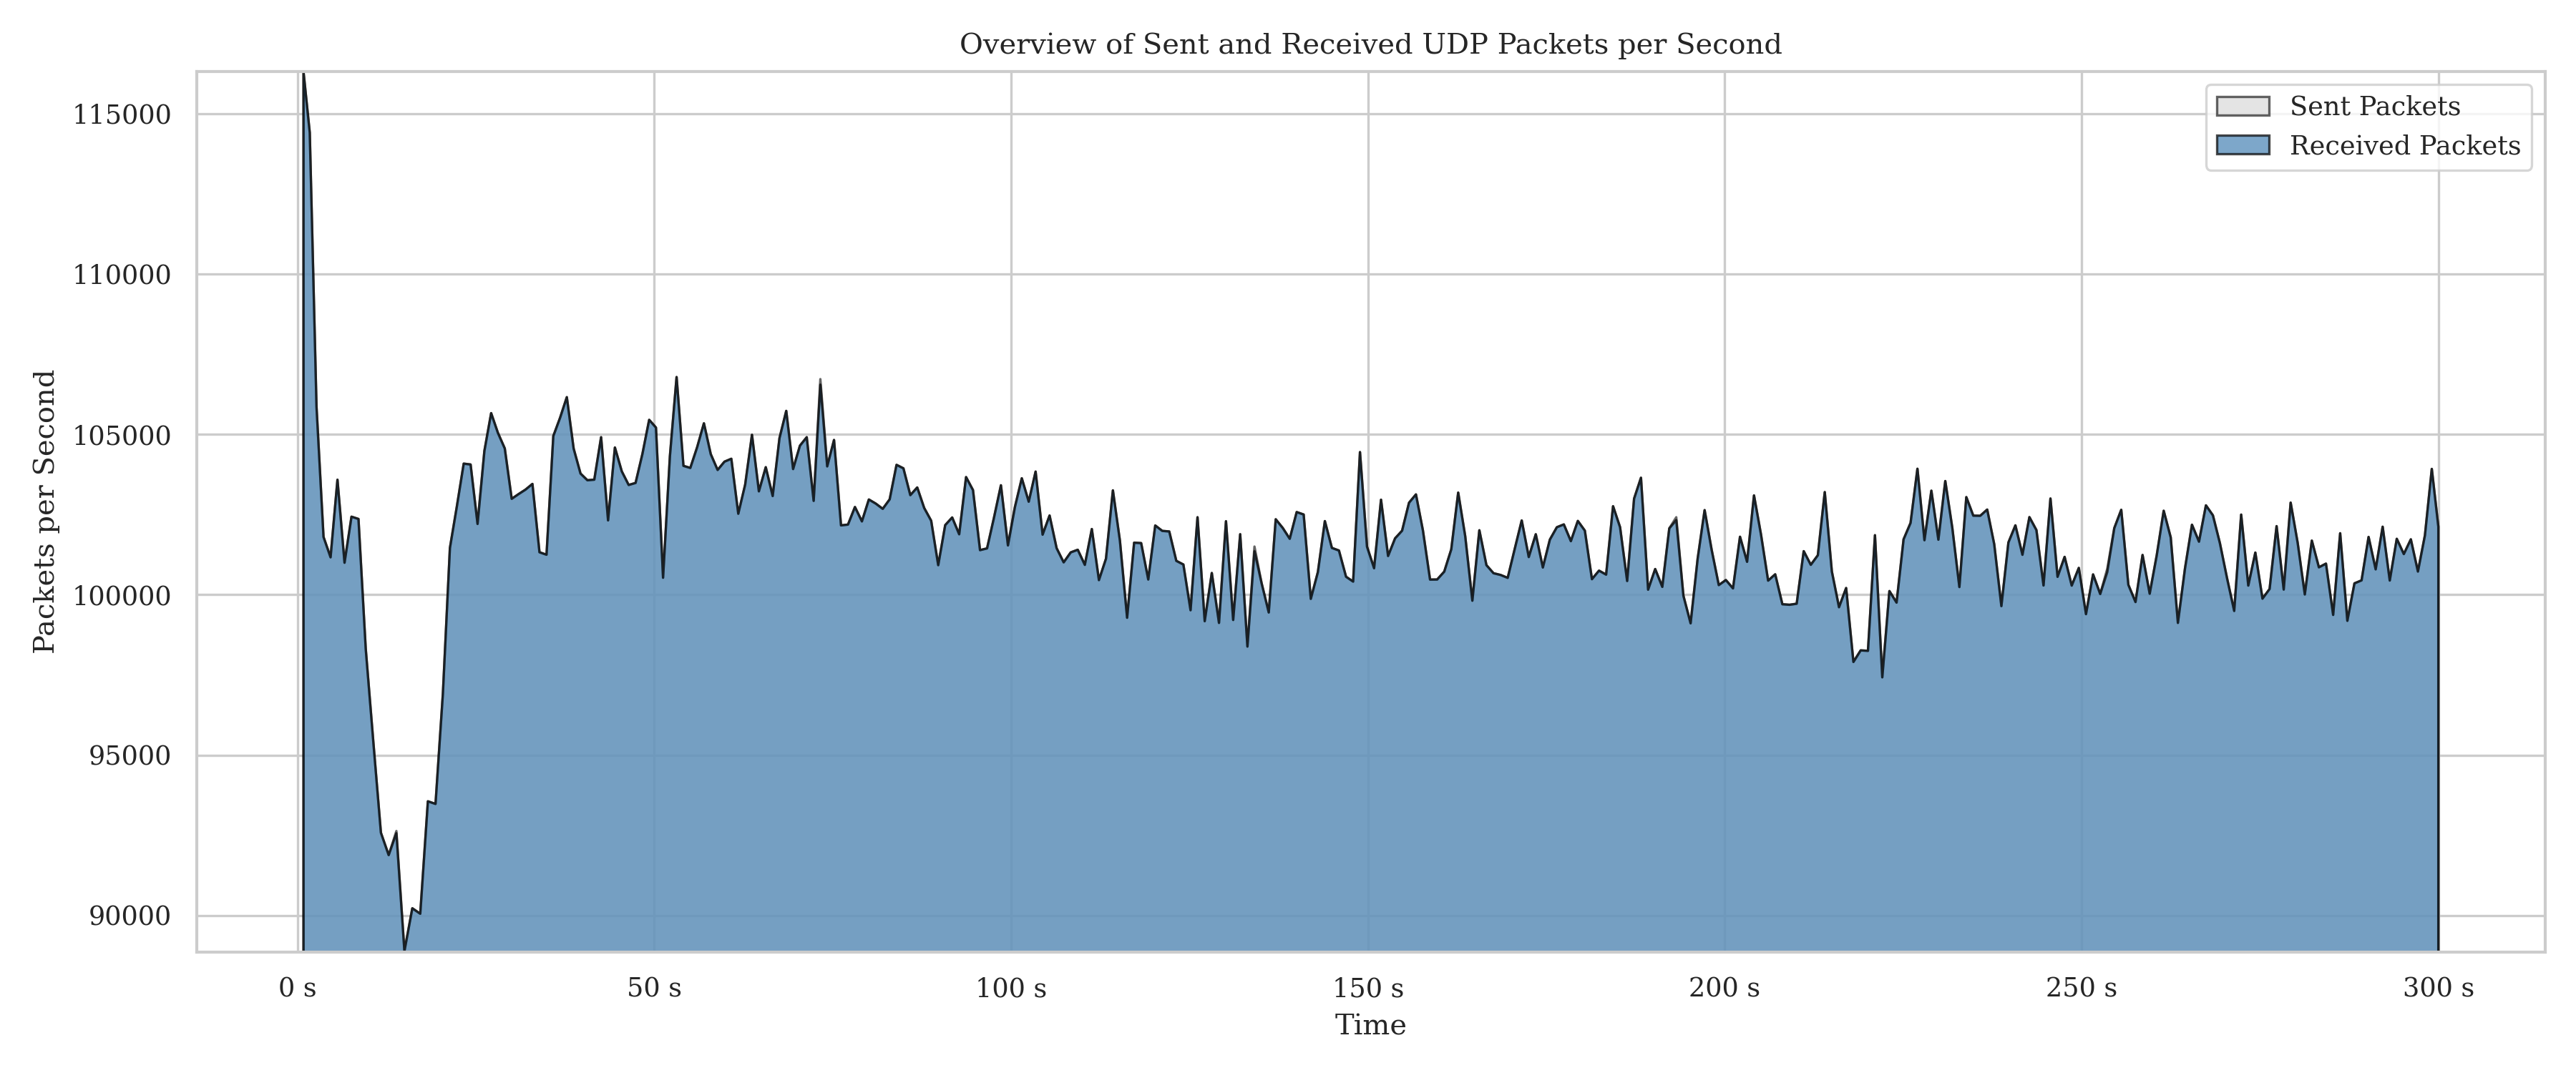 Overview of Sent and Received UDP Packets per Second
Sent Packets
Received Packets
Packets per Second
115000
110000
105000
100000
95000
90000
0 s 50 s 100 s 150 s 200 s 250 s 300 s
Time